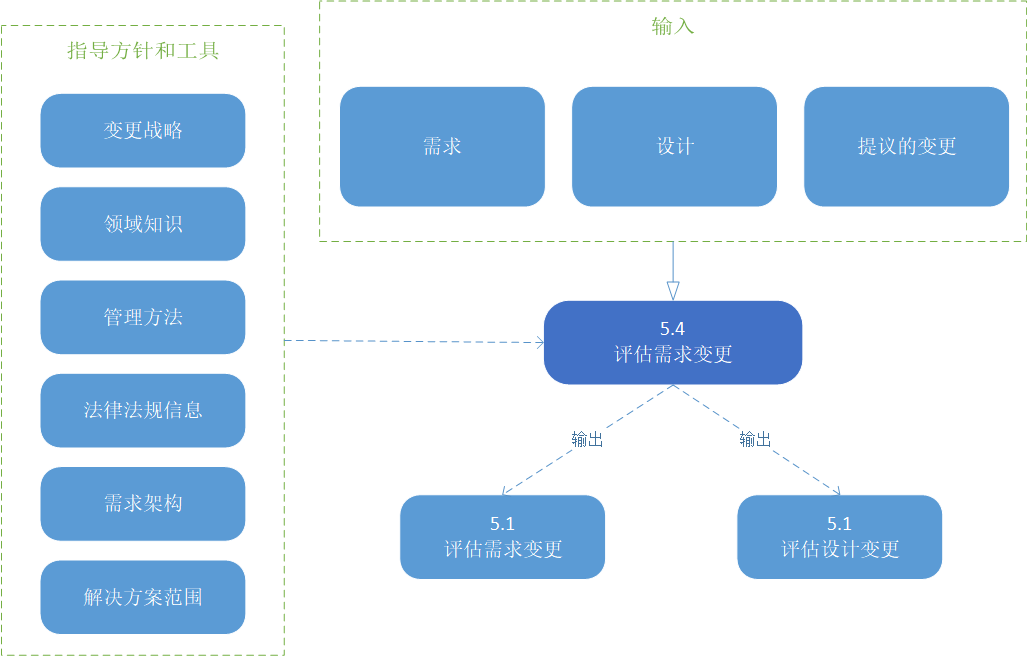 指导方针和工具
变更战略
领域知识
管理方法
法律法规信息
需求架构
解决方案范围
输入
需求
设计
提议的变更
5.4
评估需求变更
输出
输出
5.1
评估需求变更
5.1
评估设计变更